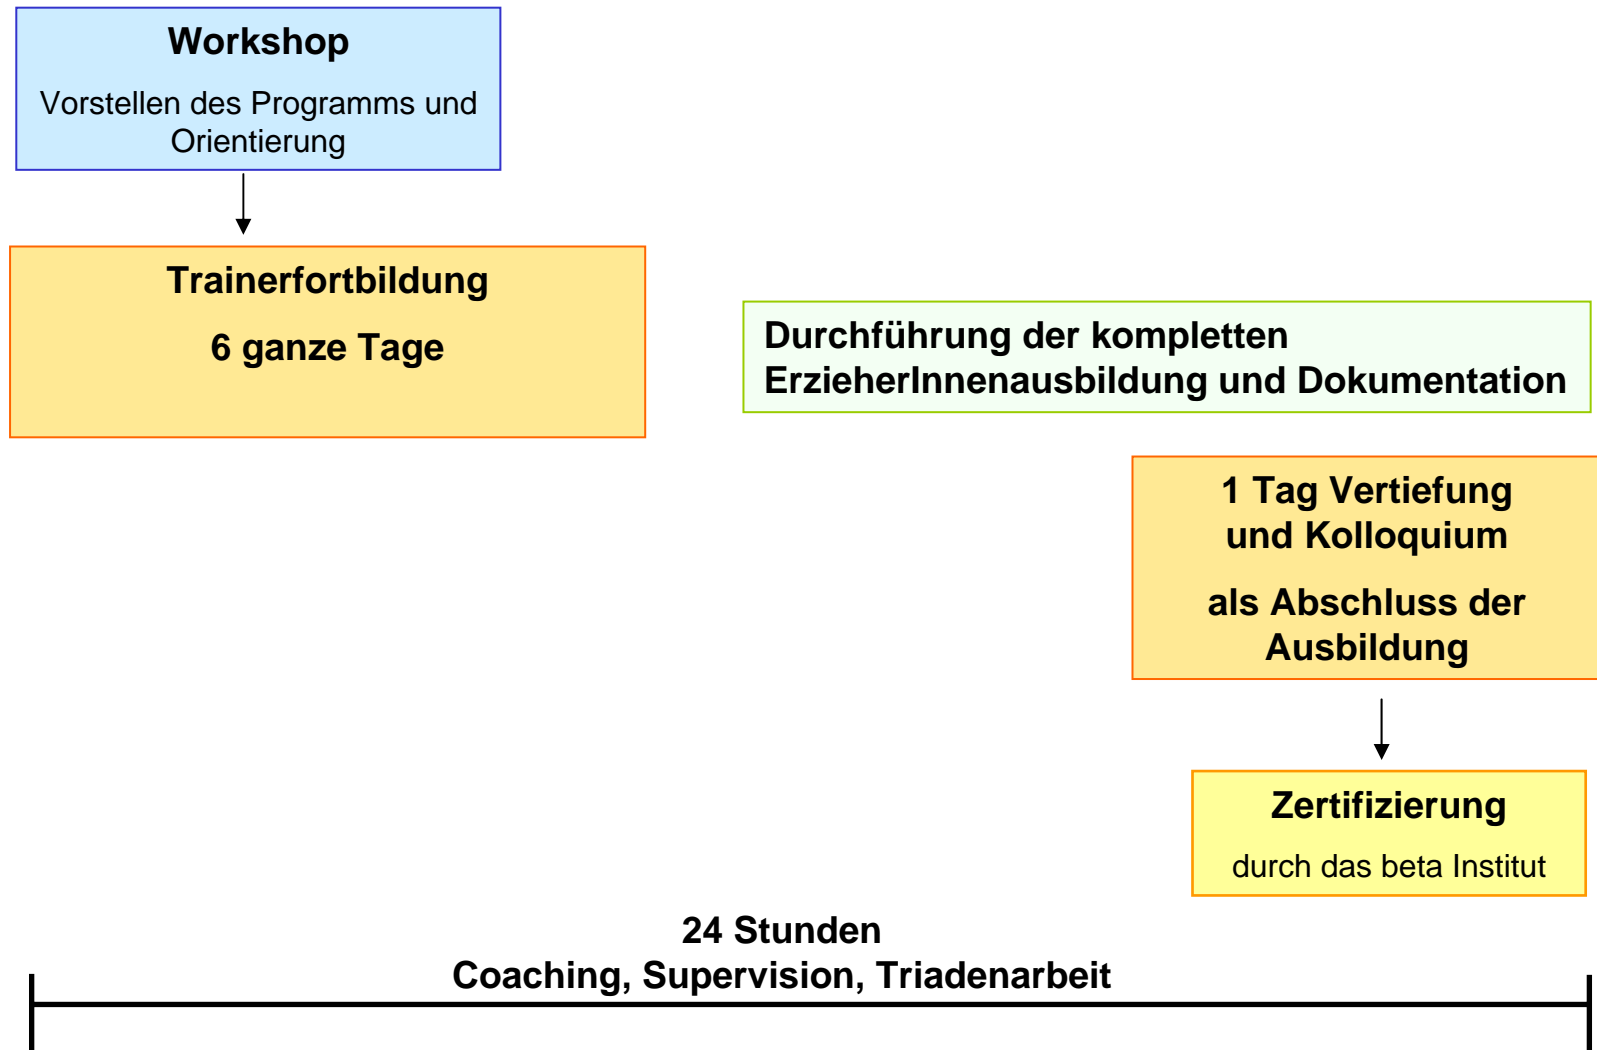 Workshop
Vorstellen des Programms und
Orientierung
Trainerfortbildung
6 ganze Tage
Durchführung der kompletten
ErzieherInnenausbildung und Dokumentation
1 Tag Vertiefung
und Kolloquium
als Abschluss der
Ausbildung
Zertifizierung
durch das beta Institut
24 Stunden
Coaching, Supervision, Triadenarbeit